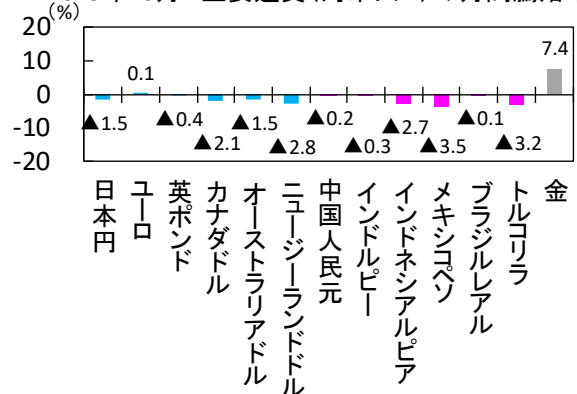 (%)
20
10
0
-10
-20
0.1
7.4
▲1.5
▲0.4
▲2.1
▲1.5
▲2.8
▲0.2
▲0.3
▲2.7
▲3.5
▲0.1
▲3.2
日本円
ユーロ
英ポンド
カナダドル
オーストラリアドル
ニュージーランドドル
中国人民元
インドルピー
インドネシアルピア
メキシコペソ
ブラジルレアル
トルコリラ
金